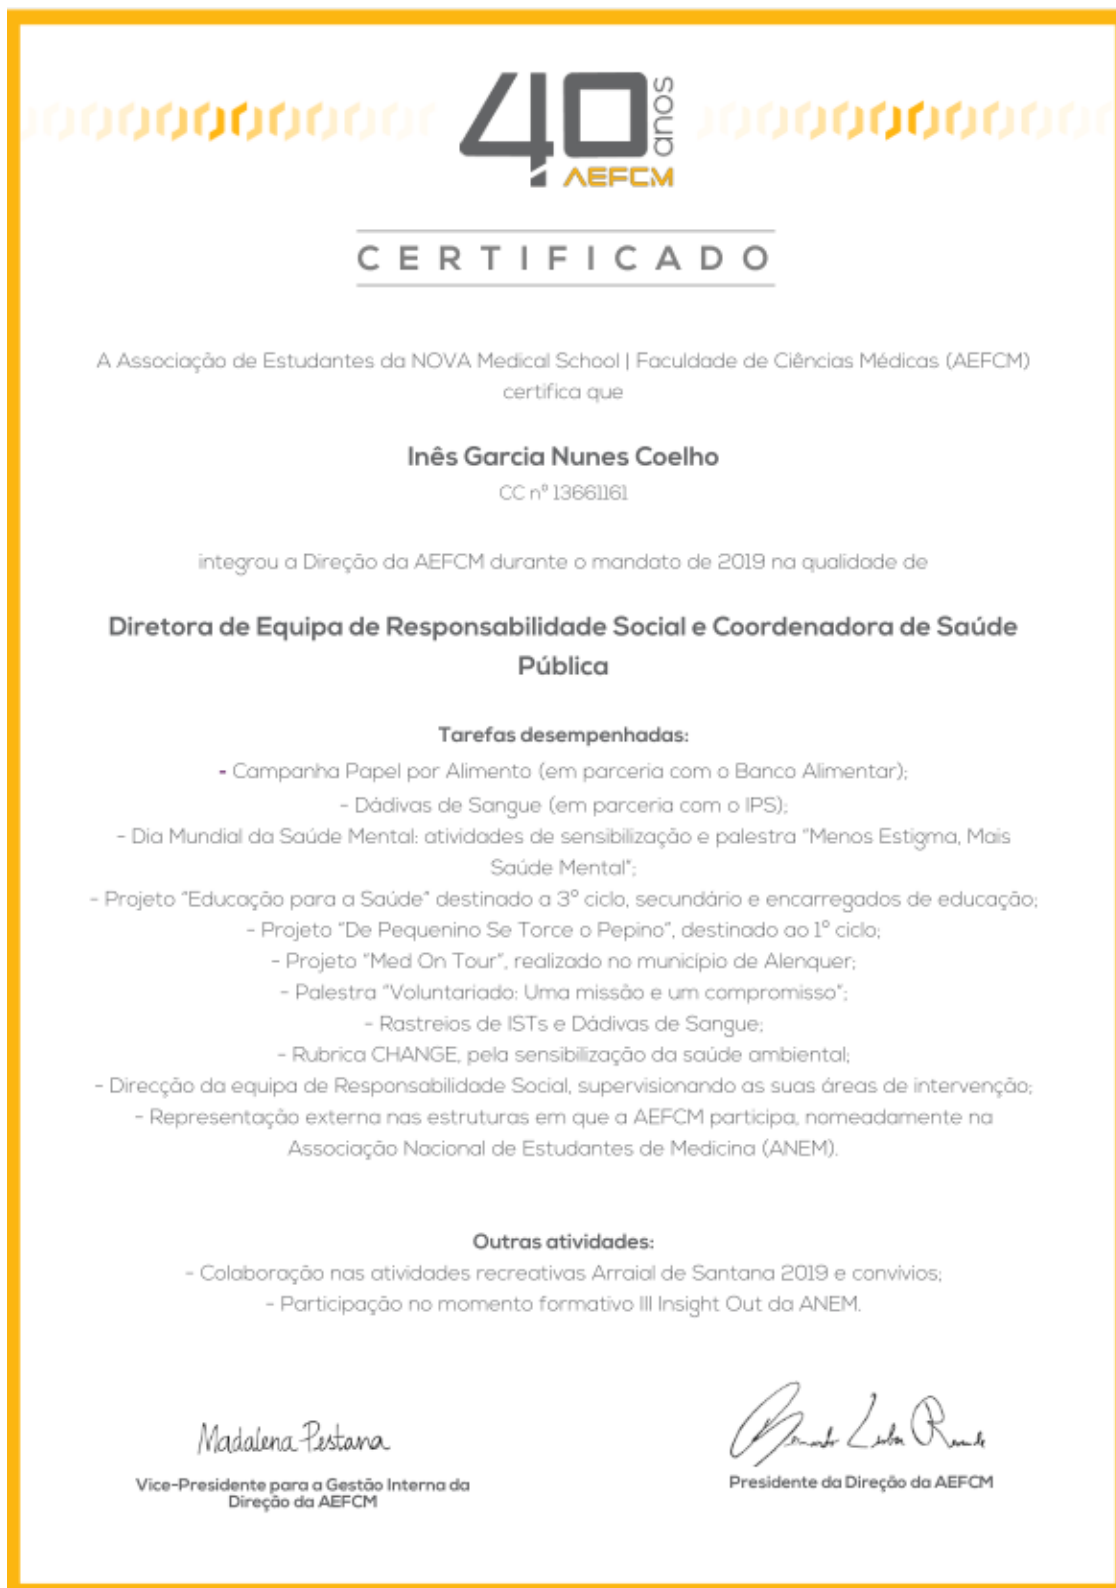 40 anos
AEFCM
CERTIFICADO
A Associação de Estudantes da NOVA Medical School | Faculdade de Ciências Médicas (AEFCM)
certifica que
Inês Garcia Nunes Coelho
CC nº 13661161
integrou a Direção da AEFCM durante o mandato de 2019 na qualidade de
Diretora de Equipa de Responsabilidade Social e Coordenadora de Saúde
Pública
Tarefas desempenhadas:
- Campanha Papel por Alimento (em parceria com o Banco Alimentar);
- Dádivas de Sangue (em parceria com o IPS);
- Dia Mundial da Saúde Mental: atividades de sensibilização e palestra "Menos Estigma, Mais
Saúde Mental";
- Projeto "Educação para a Saúde" destinado a 3º ciclo, secundário e encarregados de educação;
- Projeto "De Pequenino Se Torce o Pepino", destinado ao 1º ciclo;
- Projeto "Med On Tour", realizado no município de Alenquer;
- Palestra "Voluntariado: Uma missão e um compromisso";
- Rastreios de ISTs e Dádivas de Sangue;
- Rubrica CHANGE, pela sensibilização da saúde ambiental;
- Direcção da equipa de Responsabilidade Social, supervisionando as suas áreas de intervenção;
- Representação externa nas estruturas em que a AEFCM participa, nomeadamente na
Associação Nacional de Estudantes de Medicina (ANEM).
Outras atividades:
- Colaboração nas atividades recreativas Arraial de Santana 2019 e convívios;
- Participação no momento formativo III Insight Out da ANEM.
Madalena Pestana
Vice-Presidente para a Gestão Interna da
Direção da AEFCM
Presidente da Direção da AEFCM